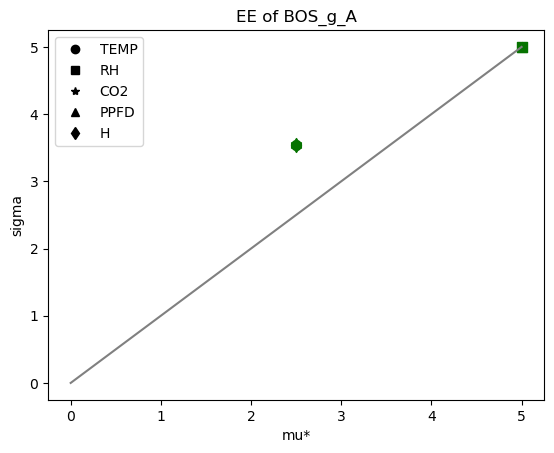 EE of BOS_g_A
TEMP
RH
CO2
PPFD
H
sigma
5
4
3
2
1
0
0 1 2 3 4 5
mu*